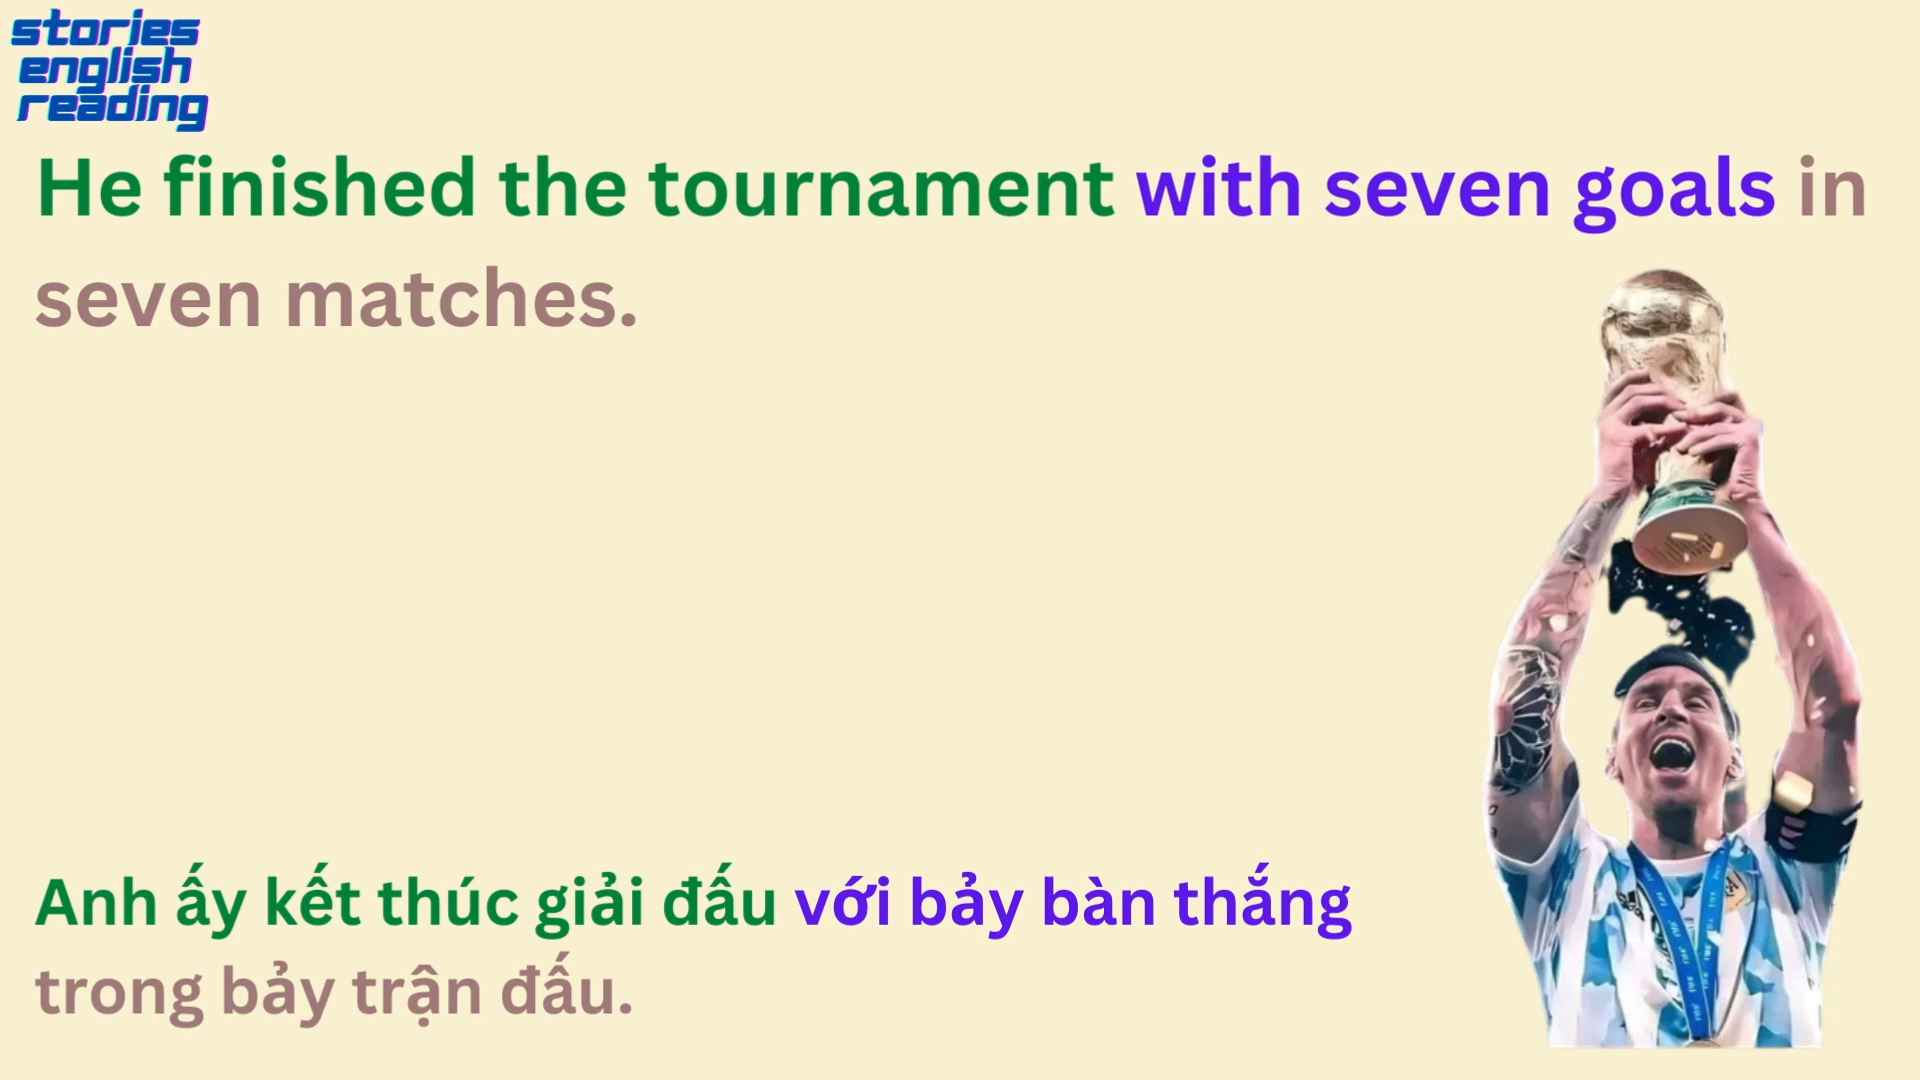 stories
english
reading
He finished the tournament with seven goals in
seven matches.
Anh ấy kết thúc giải đấu với bảy bàn thắng
trong bảy trận đấu.